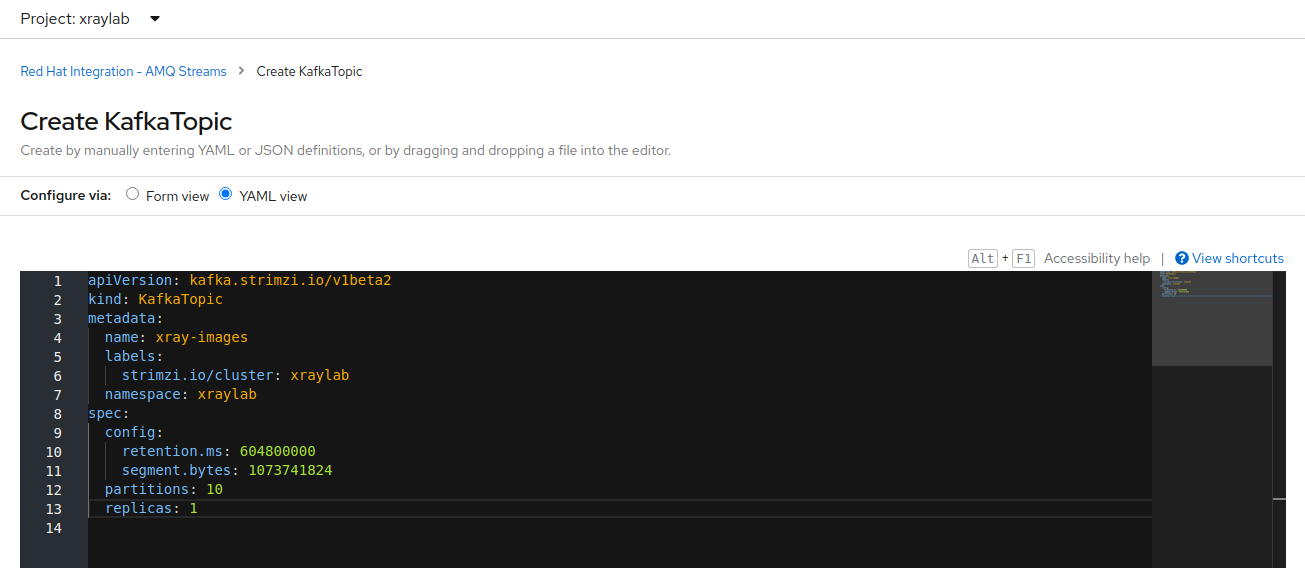 Project: xraylab
Red Hat Integration - AMQ Streams > Create KafkaTopic
Create KafkaTopic
Create by manually entering YAML or JSON definitions, or by dragging and dropping a file into the editor.
Configure via: Form view YAML view
Alt + F1 Accessibility help | View shortcuts
1 apiVersion: kafka.strimzi.io/v1beta2
2 kind: KafkaTopic
3 metadata:
4   name: xray-images
5   labels:
6     strimzi.io/cluster: xraylab
7   namespace: xraylab
8 spec:
9   config:
10     retention.ms: 604800000
11     segment.bytes: 1073741824
12   partitions: 10
13   replicas: 1
14